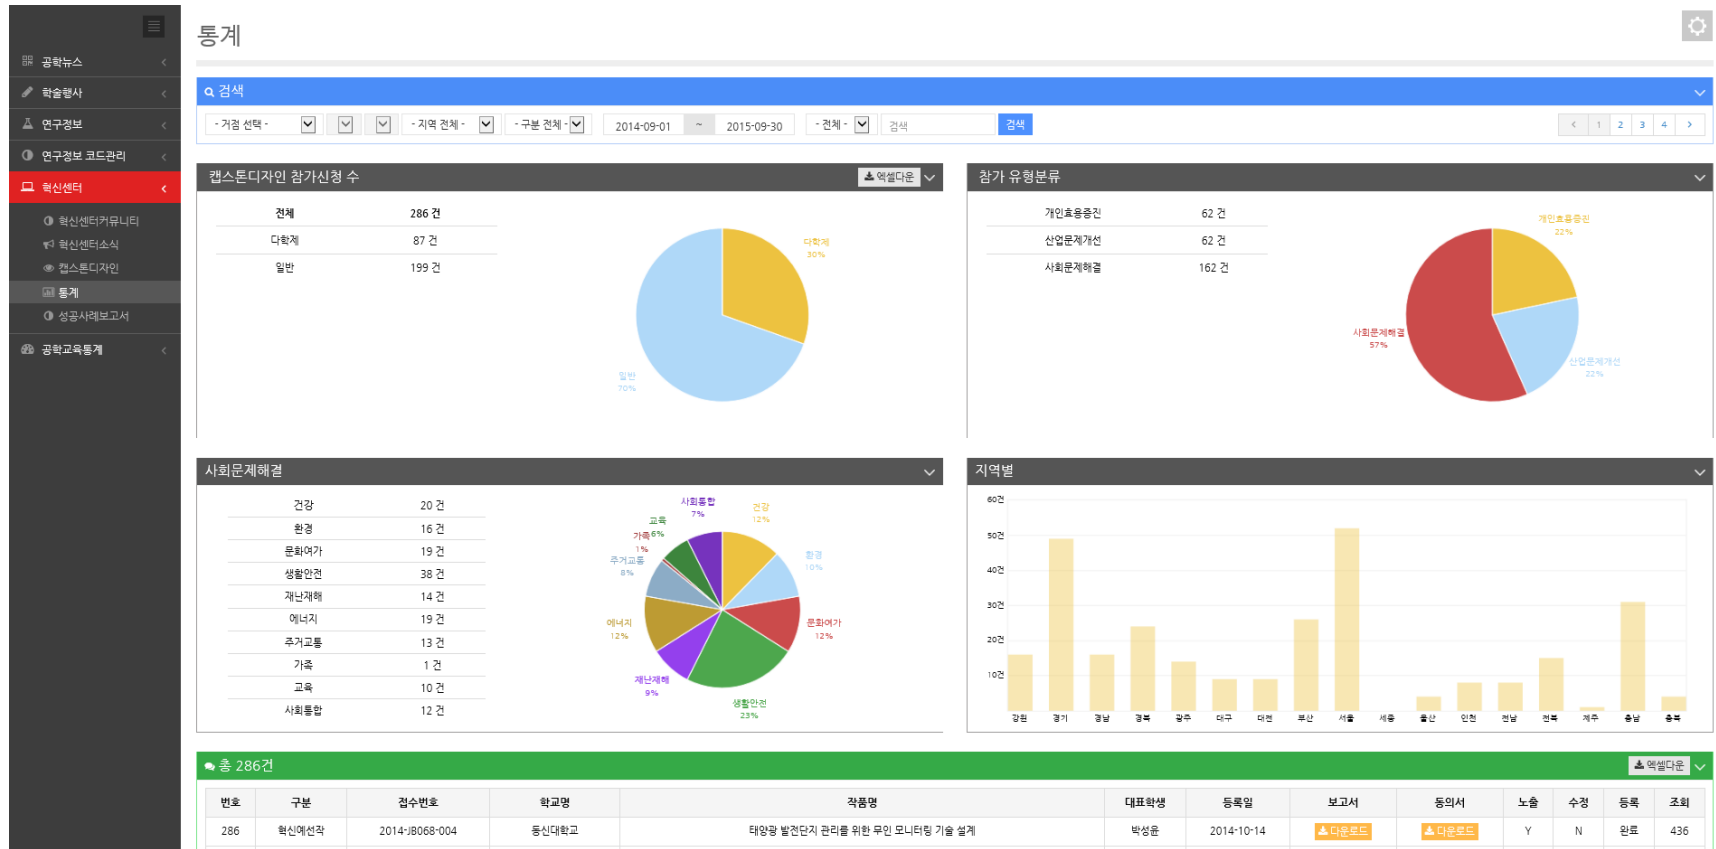 통계
공학뉴스
학술행사
연구정보
연구정보 코드관리
혁신센터
혁신센터커뮤니티
혁신센터소식
캡스톤디자인
통계
성공사례보고서
공학교육통계
검색
- 거점 선택 - - 지역 전체 - - 구분 전체 - 2014-09-01 ~ 2015-09-30 - 전체 - 검색 검색 < 1 2 3 4 >
캡스톤디자인 참가신청 수 엑셀다운
전체 286 건
다학제 87 건
일반 199 건
다학제
30%
일반
70%
참가 유형분류
개인효용증진 62 건
산업문제개선 62 건
사회문제해결 162 건
개인효용증진
22%
사회문제해결
57%
산업문제개선
22%
사회문제해결
건강 20 건
환경 16 건
문화여가 19 건
생활안전 38 건
재난재해 14 건
에너지 19 건
주거교통 13 건
가족 1 건
교육 10 건
사회통합 12 건
사회통합
7%
건강
12%
교육
6%
가족
1%
환경
10%
주거교통
8%
에너지
12%
문화여가
12%
재난재해
9%
생활안전
23%
지역별
60건
50건
40건
30건
20건
10건
강원 경기 경남 경북 광주 대구 대전 부산 서울 세종 울산 인천 전남 전북 제주 충남 충북
총 286건 엑셀다운
번호 구분 접수번호 학교명 작품명 대표학생 등록일 보고서 동의서 노출 수정 등록 조회
286 혁신예선작 2014-JB068-004 동신대학교 태양광 발전단지 관리를 위한 무인 모니터링 기술 설계 박성윤 2014-10-14 다운로드 다운로드 Y N 완료 436